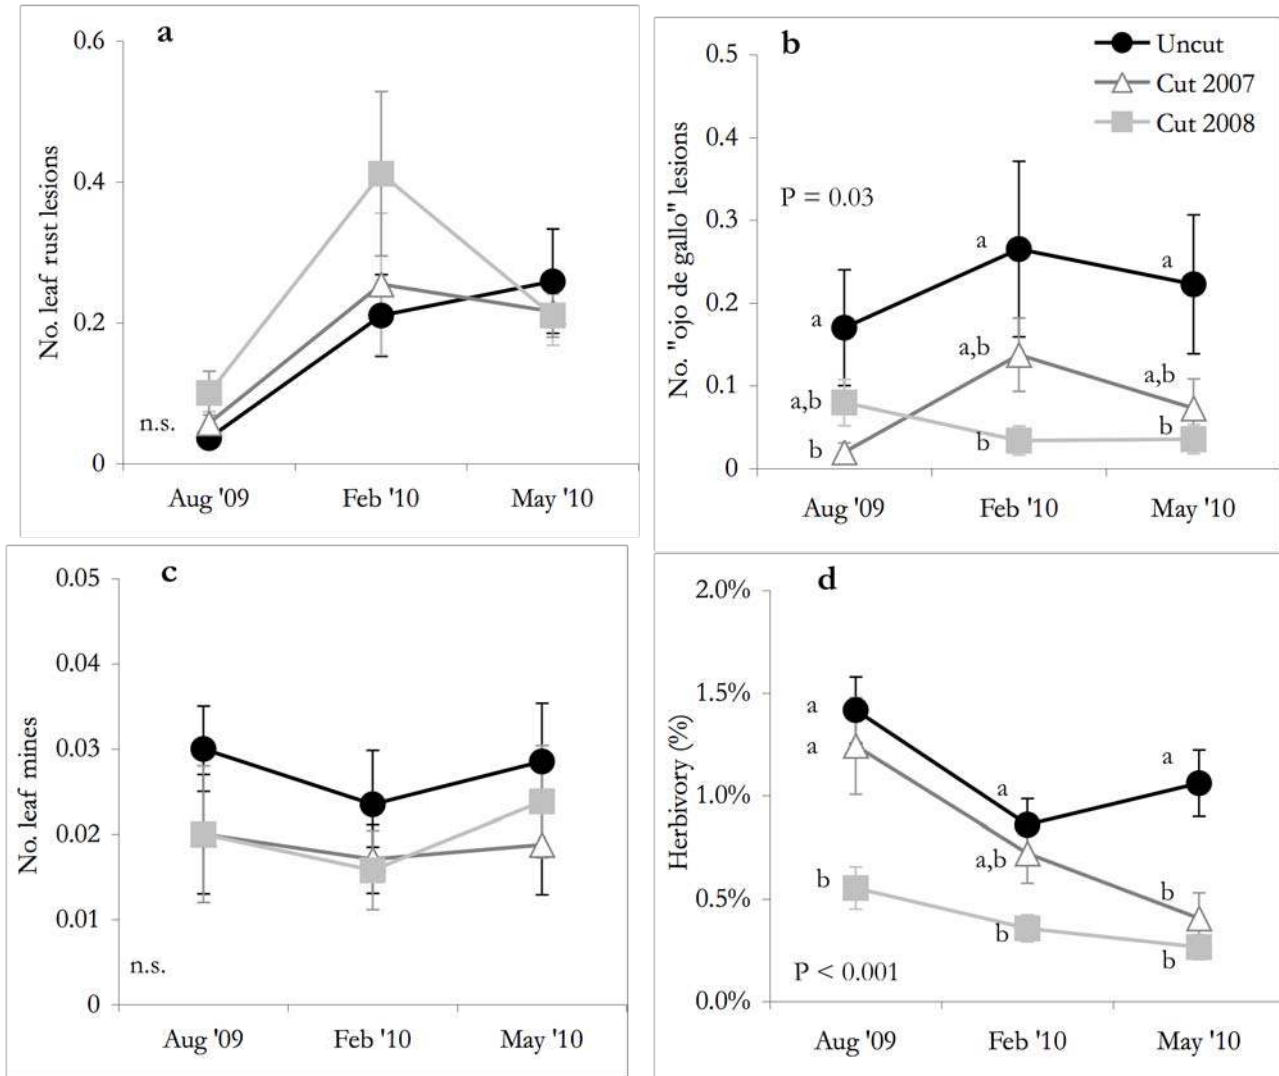 a
0.6
0.4
0.2
0
No. leaf rust lesions
n.s.
Aug '09
Feb '10
May '10
b
0.5
0.4
0.3
0.2
0.1
0
No. "ojo de gallo" lesions
Uncut
Cut 2007
Cut 2008
P = 0.03
a
a
a
a,b
a,b
a,b
b
b
b
Aug '09
Feb '10
May '10
c
0.05
0.04
0.03
0.02
0.01
0
No. leaf mines
n.s.
Aug '09
Feb '10
May '10
d
2.0%
1.5%
1.0%
0.5%
0.0%
Herbivory (%)
a
a
a
a
a,b
b
b
b
b
P < 0.001
Aug '09
Feb '10
May '10